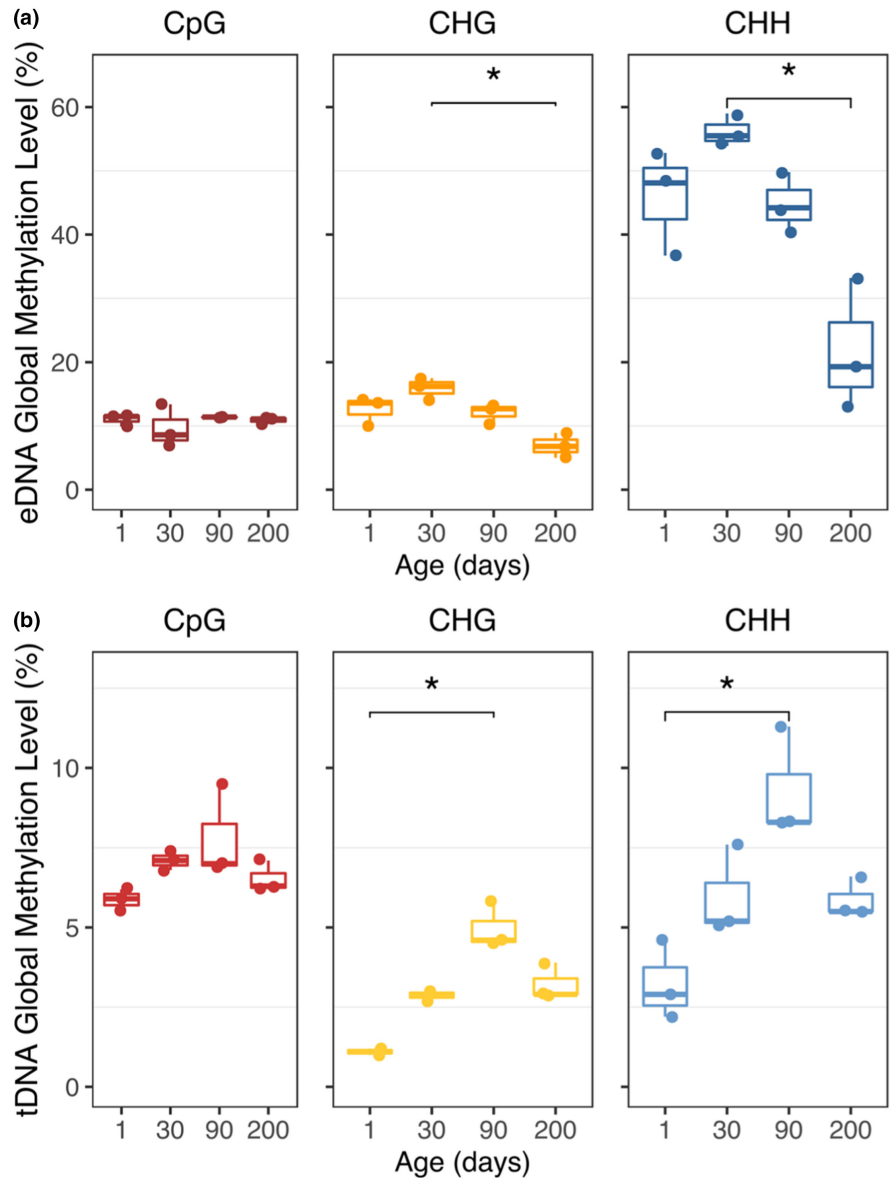 (a)
CpG CHG CHH
eDNA Global Methylation Level (%)
60
40
20
0
* *
1 30 90 200 1 30 90 200 1 30 90 200
Age (days)
(b)
CpG CHG CHH
tDNA Global Methylation Level (%)
10
5
0
* *
1 30 90 200 1 30 90 200 1 30 90 200
Age (days)